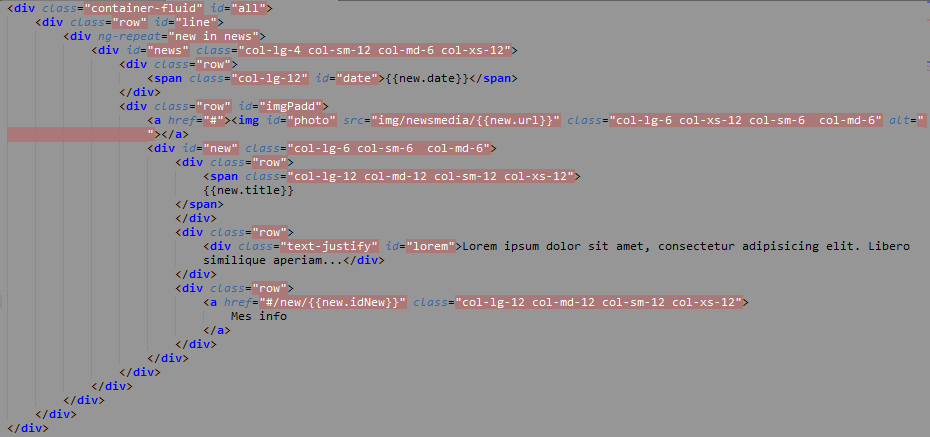 <div class="container-fluid" id="all">
<div class="row" id="line">
<div ng-repeat="new in news">
<div id="news" class="col-lg-4 col-sm-12 col-md-6 col-xs-12">
<div class="row">
<span class="col-lg-12" id="date">{{new.date}}</span>
</div>
<div class="row" id="imgPadd">
<a href="#"><img id="photo" src="img/newsmedia/{{new.url}}" class="col-lg-6 col-xs-12 col-sm-6  col-md-6" alt="
"></a>
<div id="new" class="col-lg-6 col-sm-6  col-md-6">
<div class="row">
<span class="col-lg-12 col-md-12 col-sm-12 col-xs-12">
{{new.title}}
</span>
</div>
<div class="row">
<div class="text-justify" id="lorem">Lorem ipsum dolor sit amet, consectetur adipisicing elit. Libero
similique aperiam...</div>
</div>
<div class="row">
<a href="#/new/{{new.idNew}}" class="col-lg-12 col-md-12 col-sm-12 col-xs-12">
Mes info
</a>
</div>
</div>
</div>
</div>
</div>
</div>
</div>